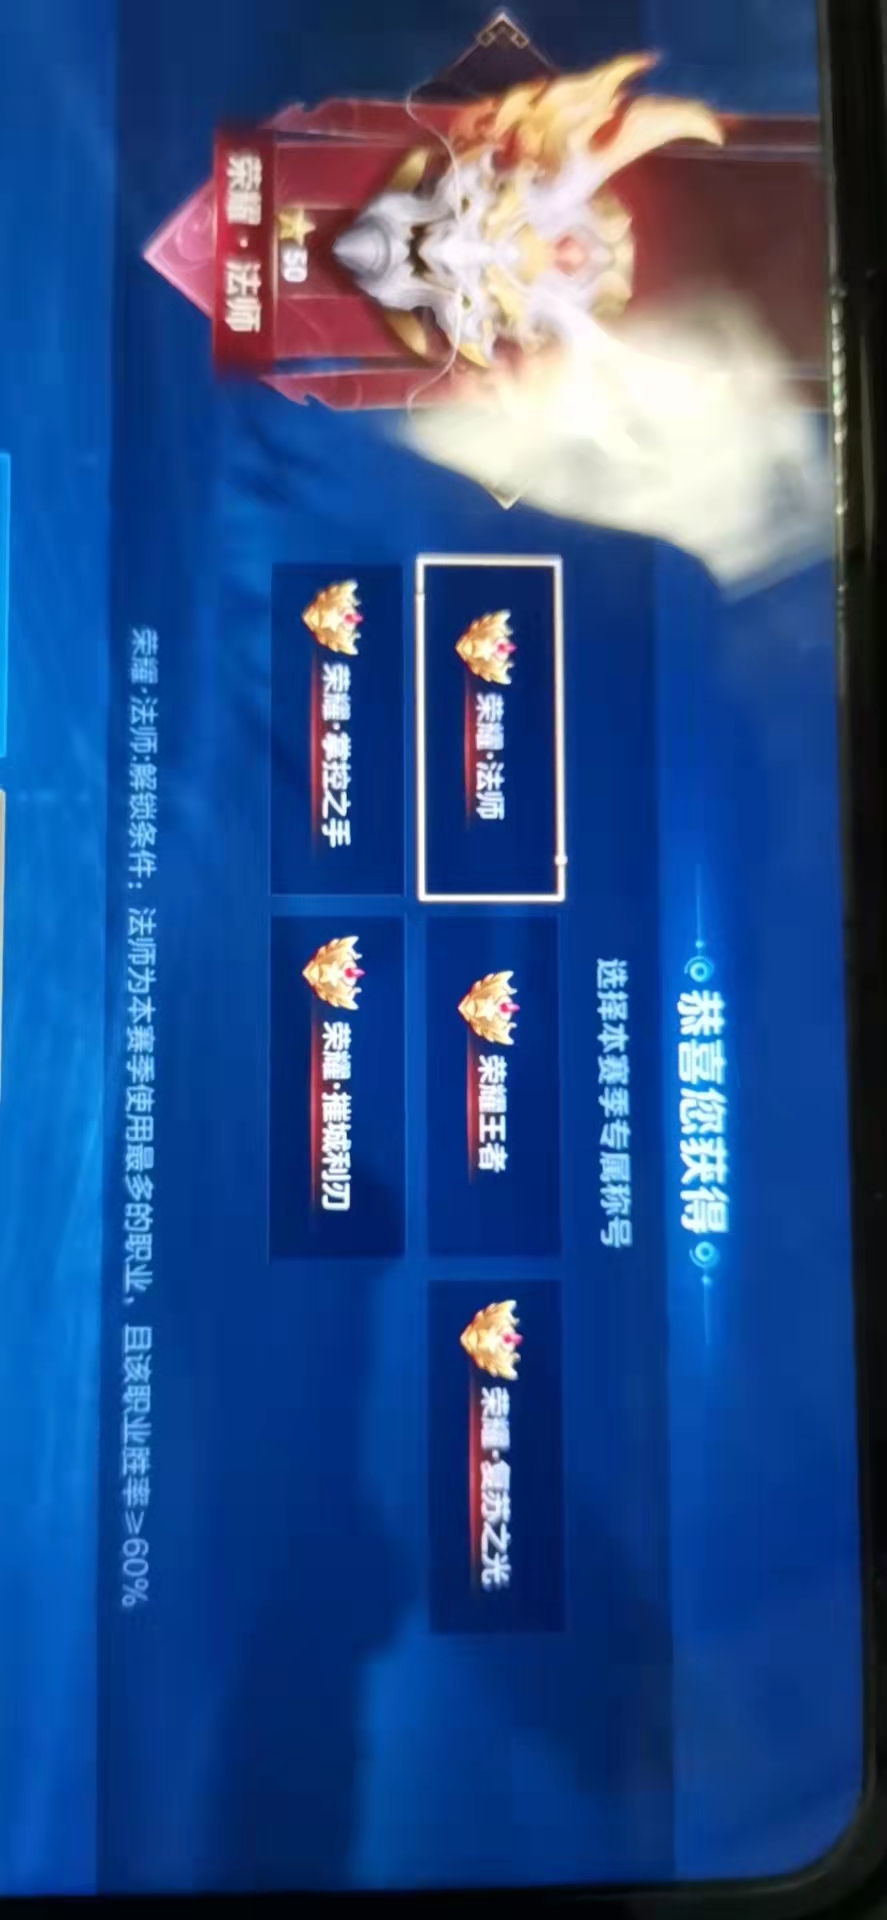 恭喜您获得
选择本赛季专属称号
荣耀·法师
荣耀王者
荣耀·复苏之光
荣耀·掌控之手
荣耀·摧城利刃
50
荣耀·法师
荣耀·法师:解锁条件：法师为本赛季使用最多的职业，且该职业胜率≥60%